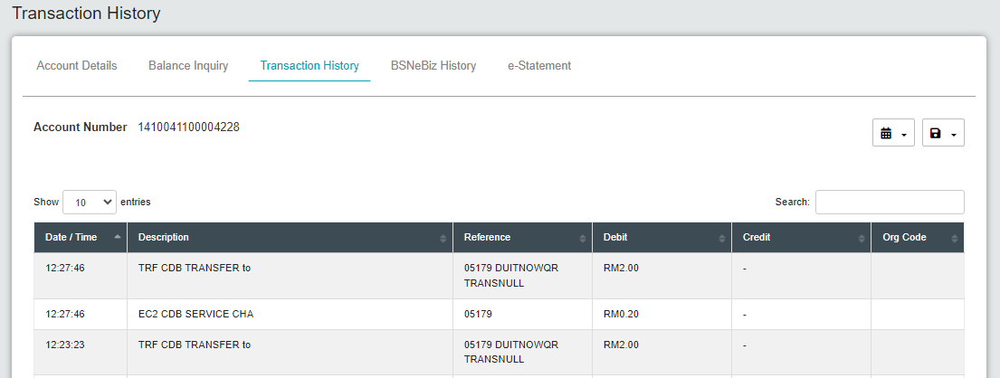 Transaction History
Account Details Balance Inquiry Transaction History BSNeBiz History e-Statement
Account Number 1410041100004228
Show 10 entries Search:
Date / Time Description Reference Debit Credit Org Code
12:27:46 TRF CDB TRANSFER to 05179 DUITNOWQR RM2.00 -
TRANSNULL
12:27:46 EC2 CDB SERVICE CHA 05179 RM0.20 -
12:23:23 TRF CDB TRANSFER to 05179 DUITNOWQR RM2.00 -
TRANSNULL